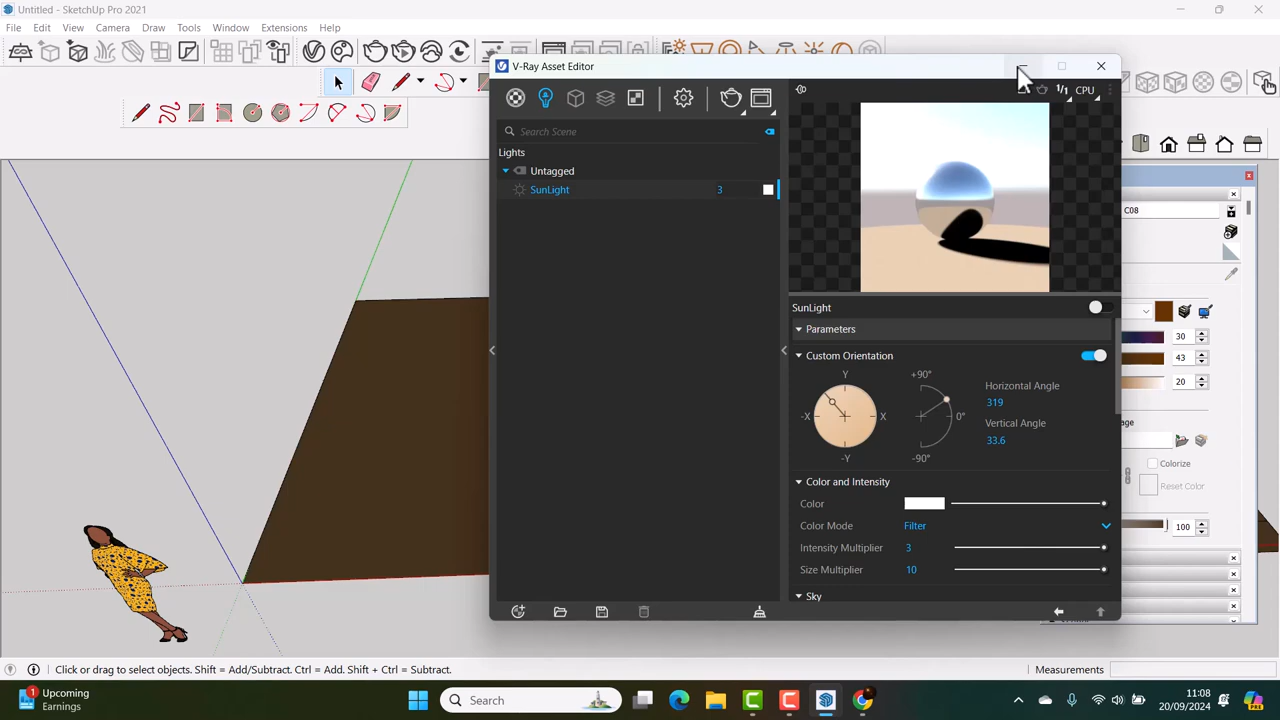 Untitled - SketchUp Pro 2021
File Edit View Camera Draw Tools Window Extensions Help
V-Ray Asset Editor
1/1 CPU
Search Scene
Lights
Untagged
SunLight 3
C08
SunLight
Parameters
Custom Orientation
Y +90°
Horizontal Angle
319
-X X 0°
Vertical Angle
33.6
-Y -90°
30
43
20
Color and Intensity
Color
Color Mode Filter
Intensity Multiplier 3
Size Multiplier 10
Sky
Colorize
Reset Color
100
Click or drag to select objects. Shift = Add/Subtract. Ctrl = Add. Shift + Ctrl = Subtract.
Measurements
1
Upcoming
Earnings
Search
11:08
20/09/2024